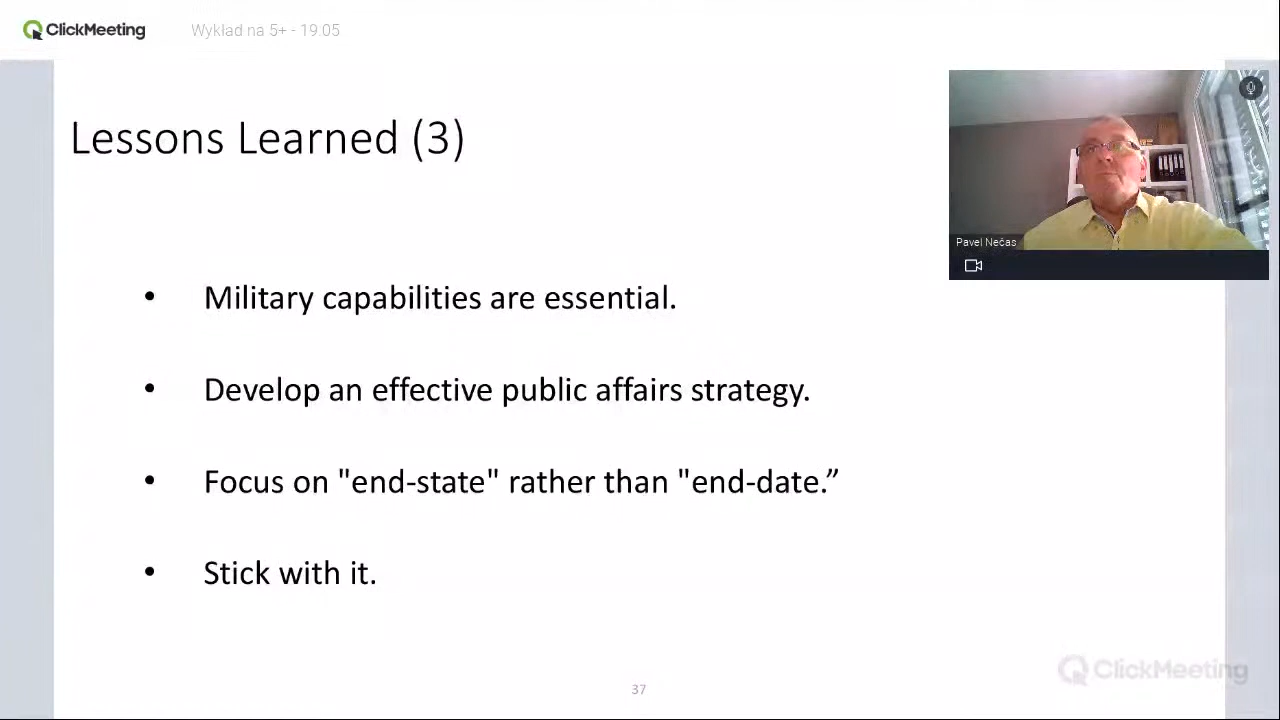 ClickMeeting
Wykład na 5+ - 19.05
Lessons Learned (3)
Pavel Nečas
• Military capabilities are essential.
• Develop an effective public affairs strategy.
• Focus on "end-state" rather than "end-date.”
• Stick with it.
ClickMeeting
37